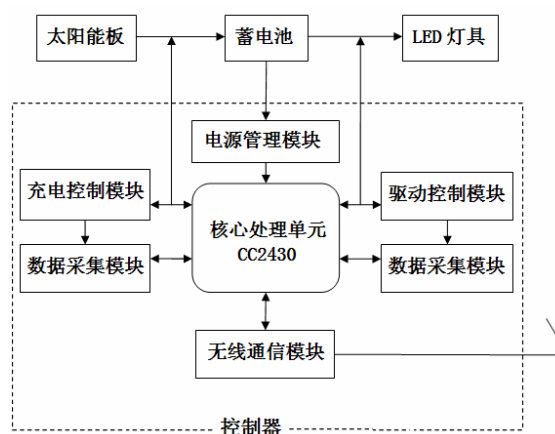 太阳能板
蓄电池
LED 灯具
电源管理模块
充电控制模块
驱动控制模块
核心处理单元
CC2430
数据采集模块
数据采集模块
无线通信模块
控制器